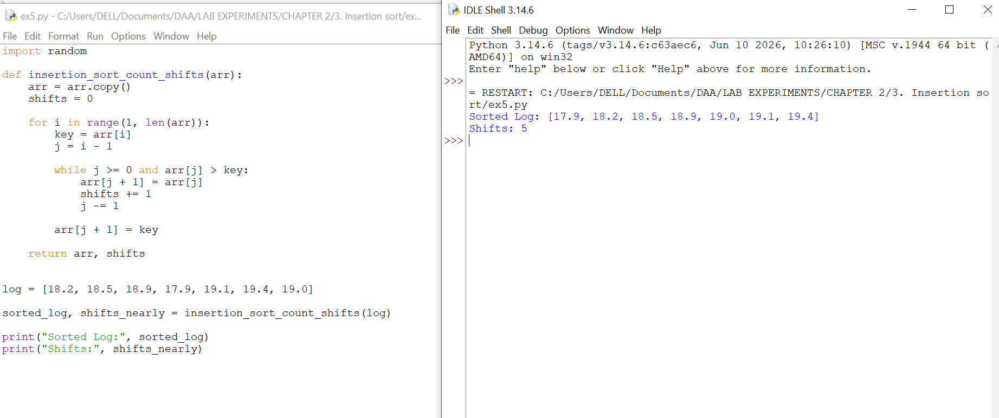 ex5.py - C:/Users/DELL/Documents/DAA/LAB EXPERIMENTS/CHAPTER 2/3. Insertion sort/ex...
File Edit Format Run Options Window Help
import random
def insertion_sort_count_shifts(arr):
    arr = arr.copy()
    shifts = 0
    for i in range(1, len(arr)):
        key = arr[i]
        j = i - 1
        while j >= 0 and arr[j] > key:
            arr[j + 1] = arr[j]
            shifts += 1
            j -= 1
        arr[j + 1] = key
    return arr, shifts
log = [18.2, 18.5, 18.9, 17.9, 19.1, 19.4, 19.0]
sorted_log, shifts_nearly = insertion_sort_count_shifts(log)
print("Sorted Log:", sorted_log)
print("Shifts:", shifts_nearly)
IDLE Shell 3.14.6
File Edit Shell Debug Options Window Help
Python 3.14.6 (tags/v3.14.6:c63aec6, Jun 10 2026, 10:26:10) [MSC v.1944 64 bit (
AMD64)] on win32
Enter "help" below or click "Help" above for more information.
>>>
= RESTART: C:/Users/DELL/Documents/DAA/LAB EXPERIMENTS/CHAPTER 2/3. Insertion so
rt/ex5.py
Sorted Log: [17.9, 18.2, 18.5, 18.9, 19.0, 19.1, 19.4]
Shifts: 5
>>>